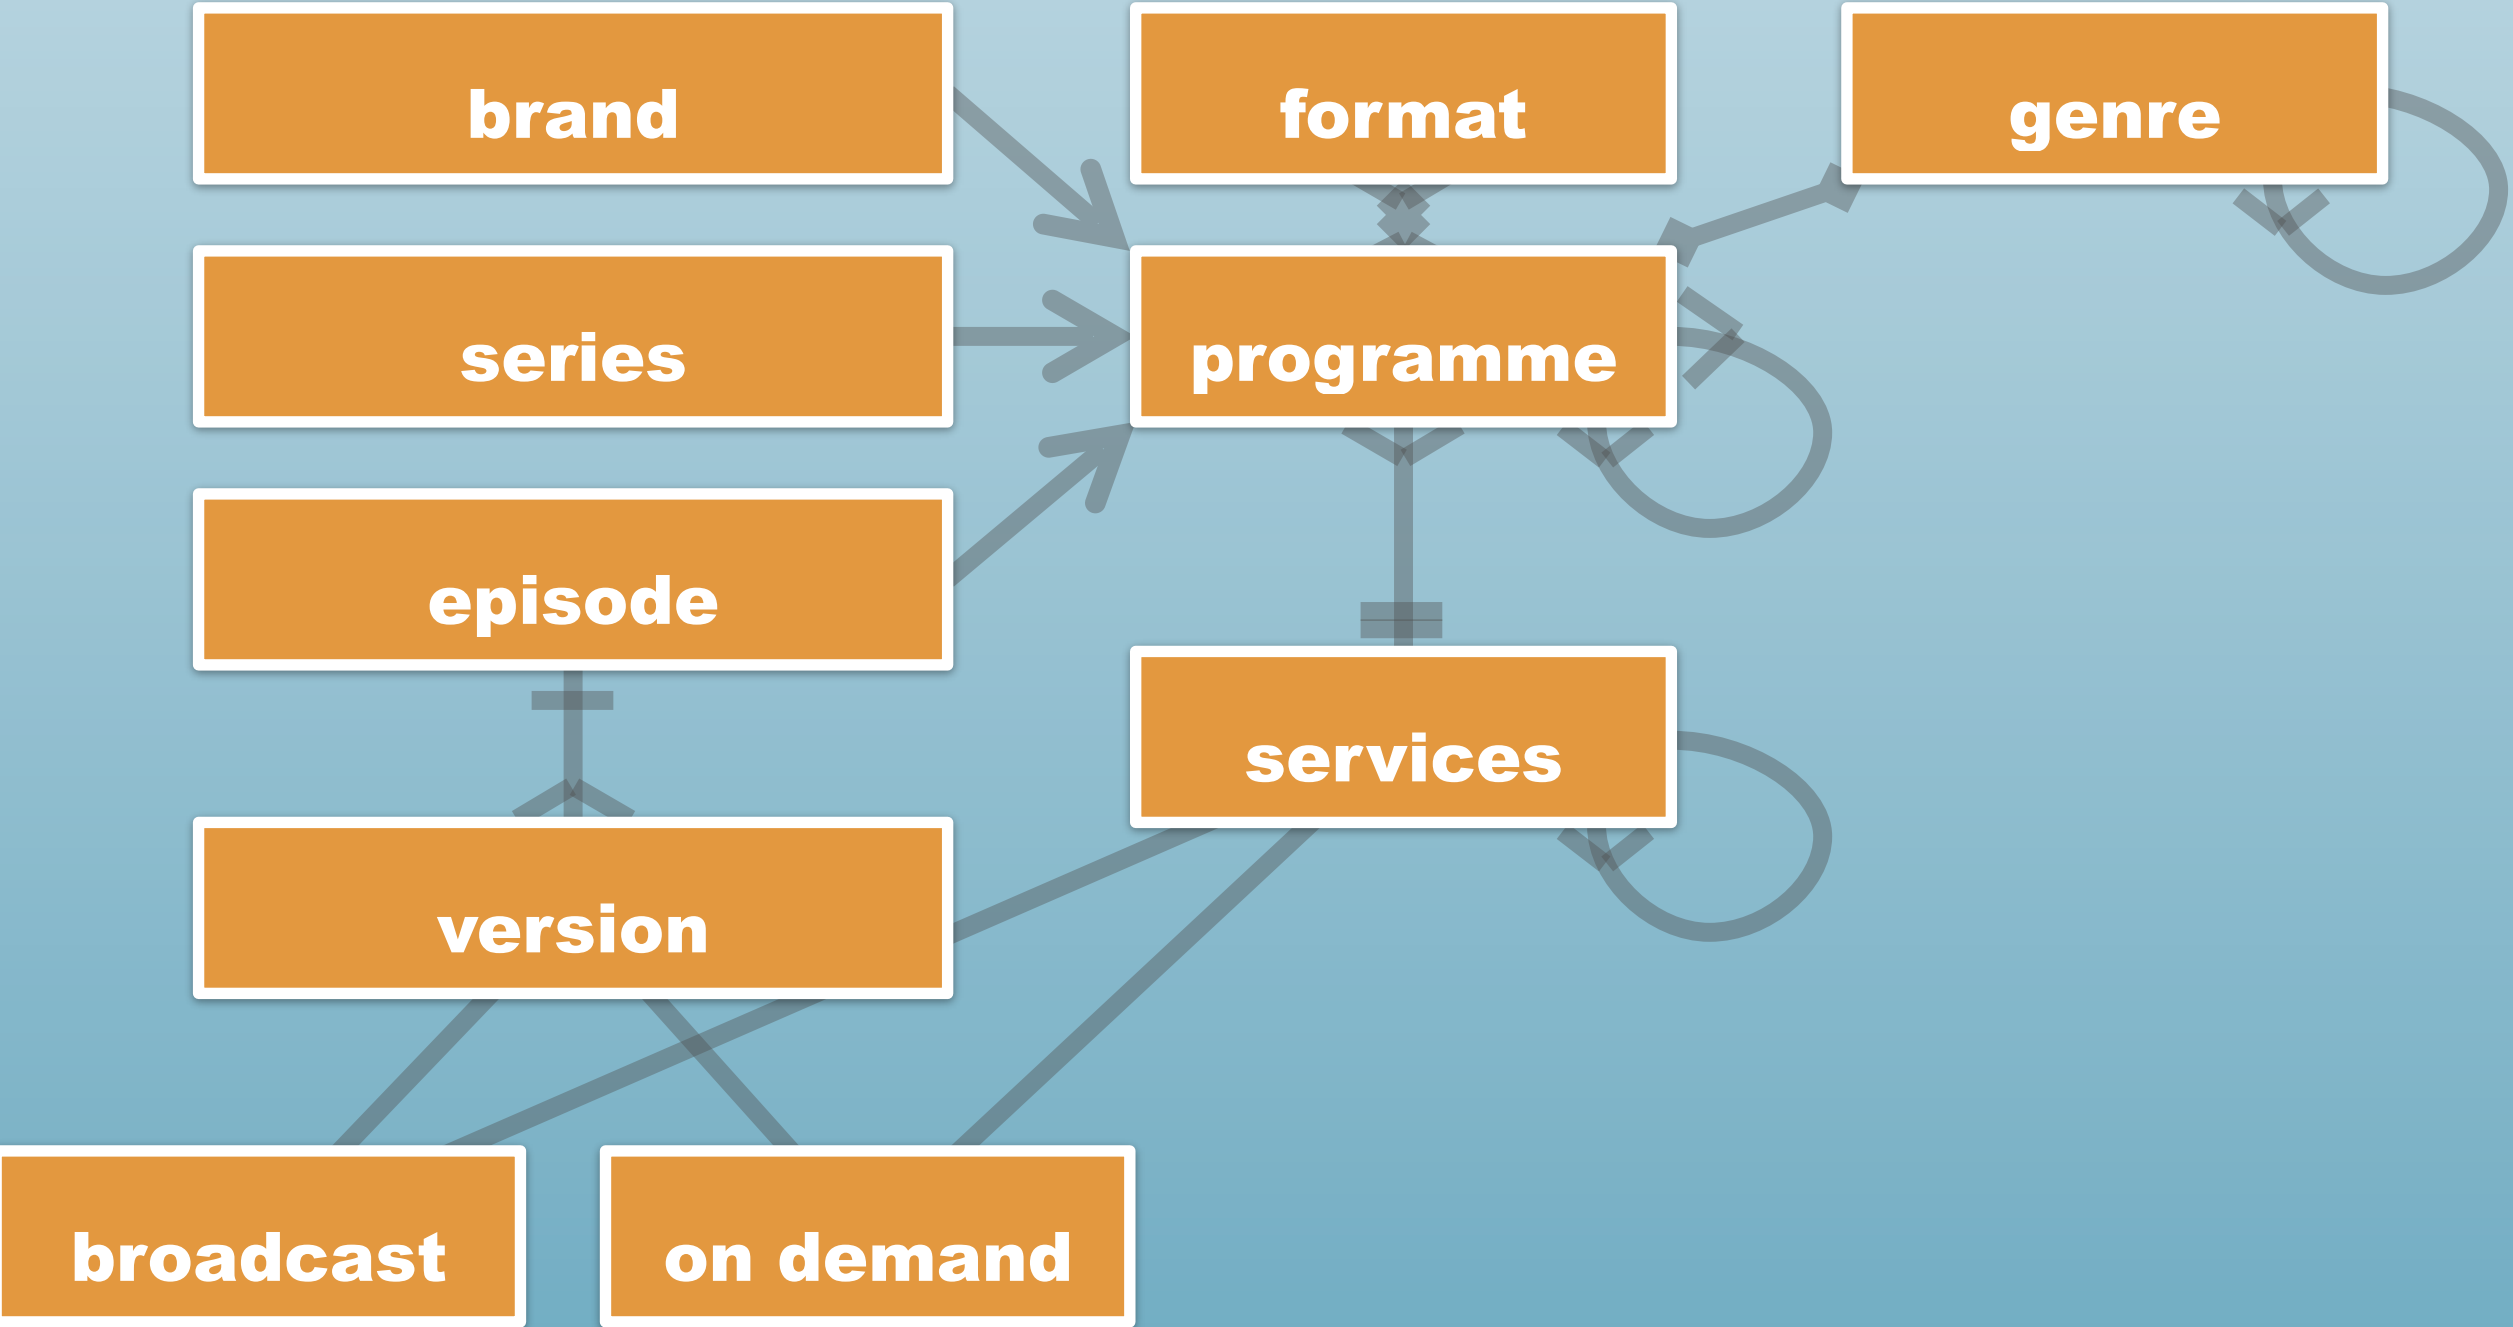 brand
format
genre
series
programme
episode
services
version
broadcast
on demand